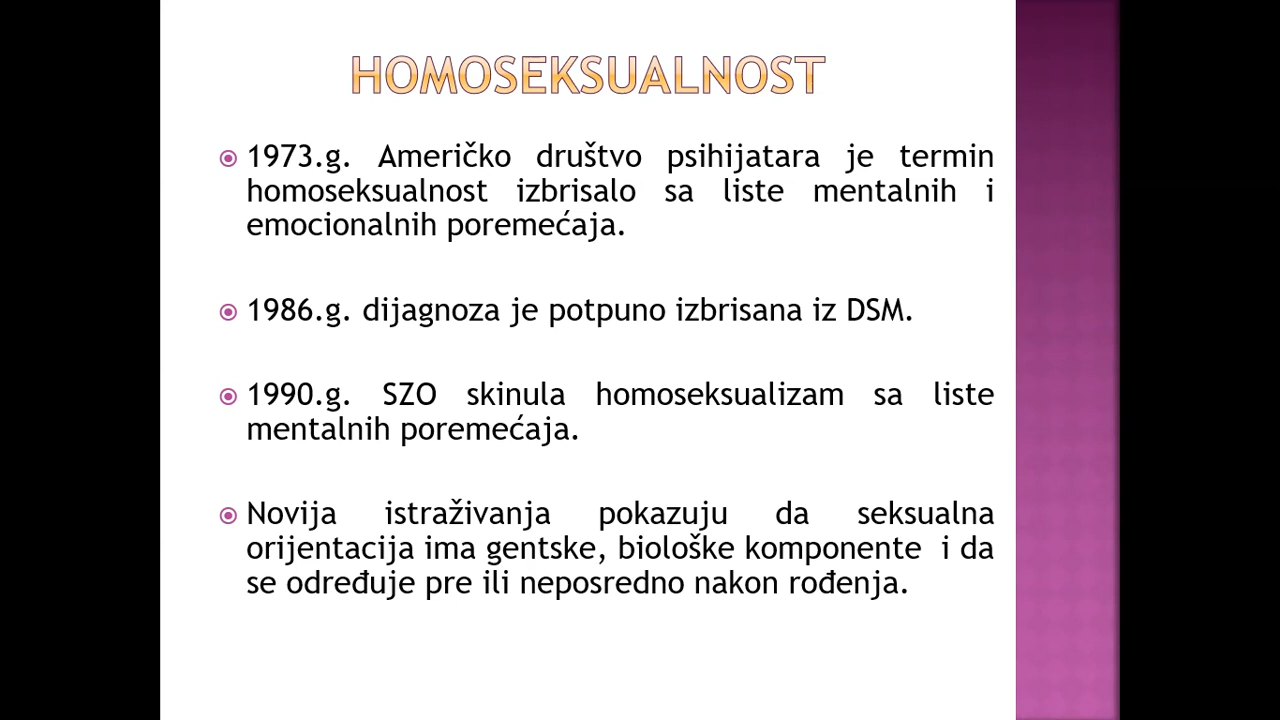 HOMOSEKSUALNOST
1973.g. Američko društvo psihijatara je termin
homoseksualnost izbrisalo sa liste mentalnih i
emocionalnih poremećaja.
1986.g. dijagnoza je potpuno izbrisana iz DSM.
1990.g. SZO skinula homoseksualizam sa liste
mentalnih poremećaja.
Novija istraživanja pokazuju da seksualna
orijentacija ima gentske, biološke komponente i da
se određuje pre ili neposredno nakon rođenja.